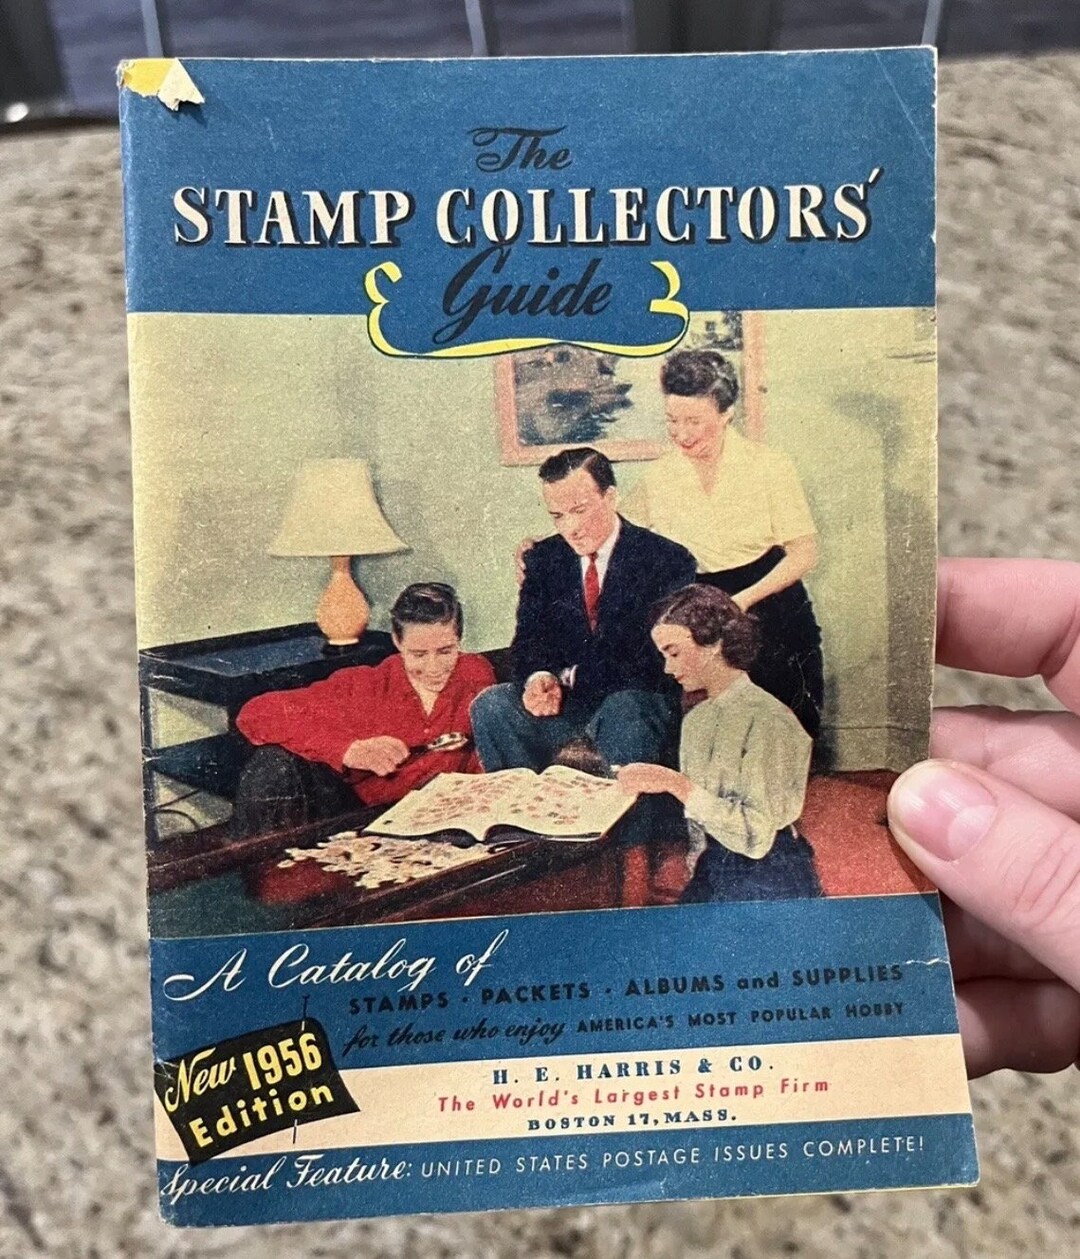 The
STAMP COLLECTORS'
Guide
A Catalog of
STAMPS · PACKETS · ALBUMS and SUPPLIES
for those who enjoy AMERICA'S MOST POPULAR HOBBY
New 1956
Edition
H. E. HARRIS & CO.
The World's Largest Stamp Firm
BOSTON 17, MASS.
Special Feature: UNITED STATES POSTAGE ISSUES COMPLETE!